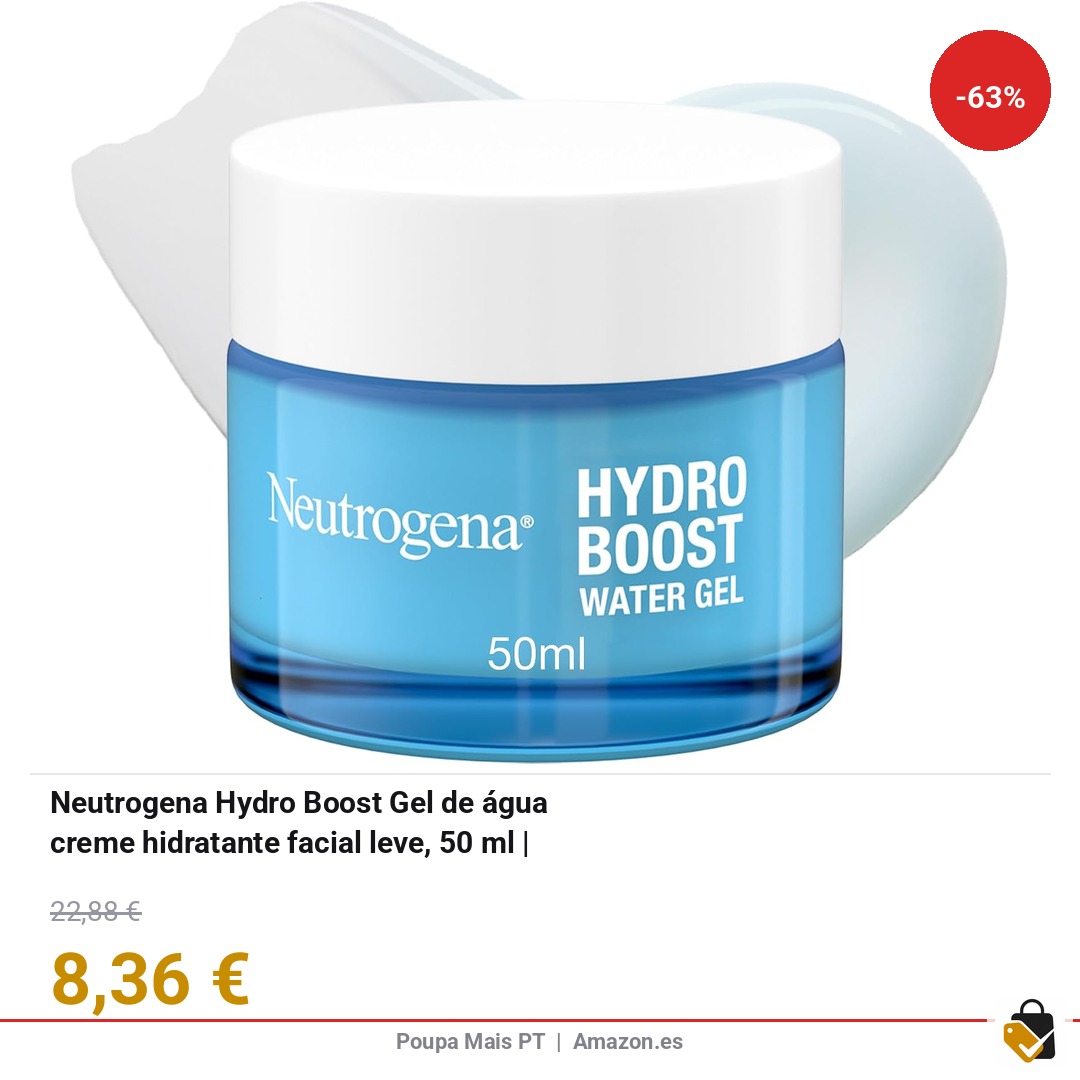 -63%
Neutrogena®
HYDRO
BOOST
WATER GEL
50ml
Neutrogena Hydro Boost Gel de água
creme hidratante facial leve, 50 ml |
22,88 €
8,36 €
Poupa Mais PT | Amazon.es